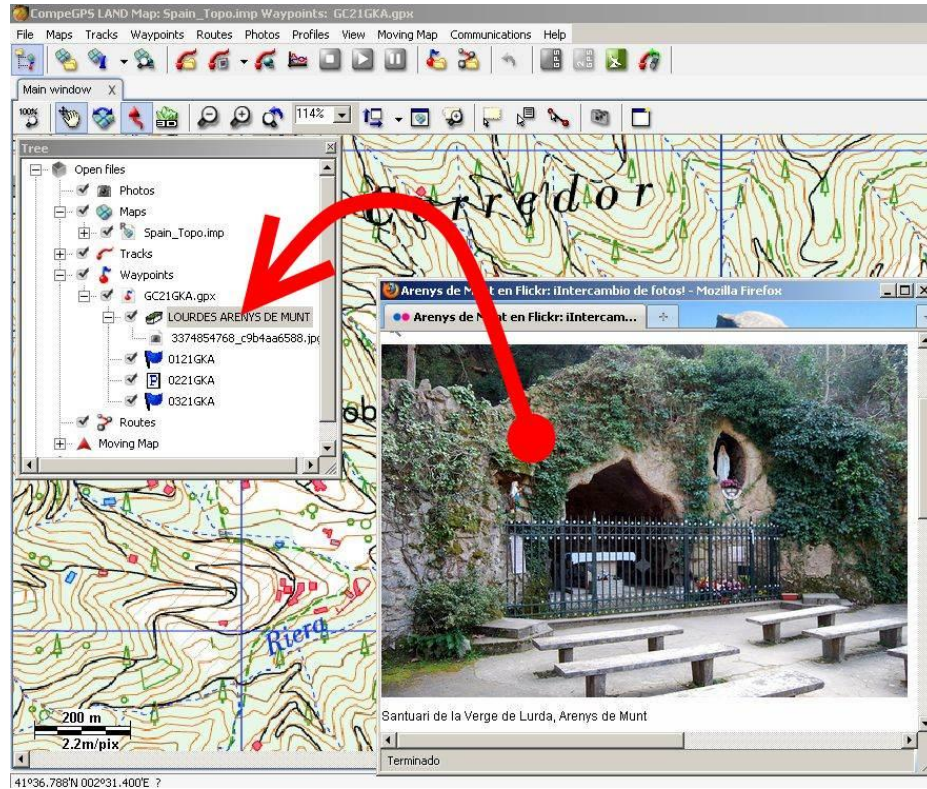 CompeGPS LAND Map: Spain_Topo.imp Waypoints: GC21GKA.gpx
File Maps Tracks Waypoints Routes Photos Profiles View Moving Map Communications Help
Main window X
100%
114%
Tree
Open files
Photos
Maps
Spain_Topo.imp
Tracks
Waypoints
GC21GKA.gpx
LOURDES ARENYS DE MUNT
3374854768_c9b4aa6588.jpg
0121GKA
P 0221GKA
0321GKA
Routes
Moving Map
Corredor
Arenys de Munt en Flickr: ¡Intercambio de fotos! - Mozilla Firefox
Arenys de Munt en Flickr: ¡Intercam...
Santuari de la Verge de Lurda, Arenys de Munt
Terminado
Riera
200 m
2.2m/pix
41º36.788'N 002º31.400'E ?